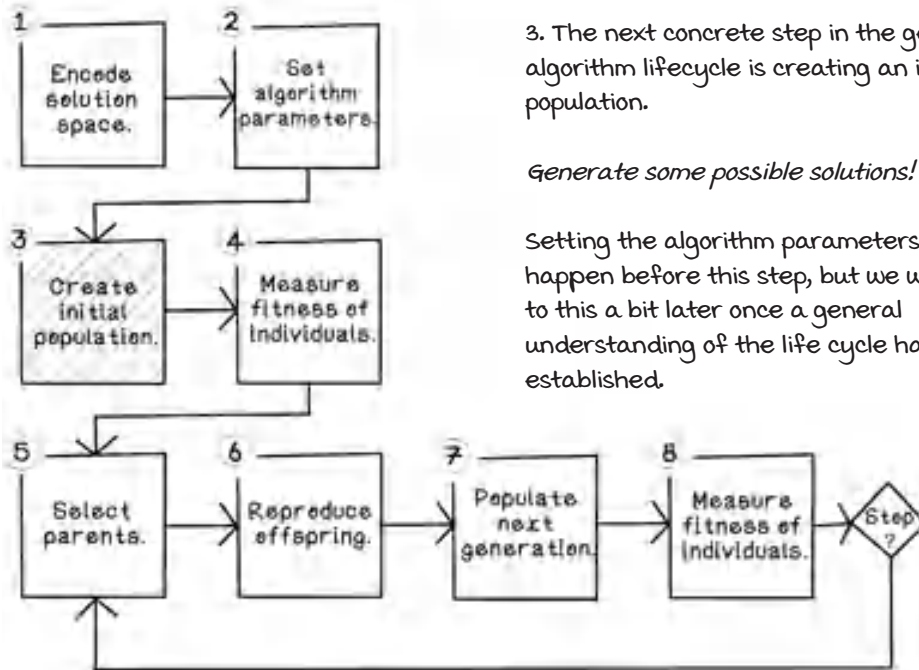 1
Encode
solution
space.
2
Set
algorithm
parameters.
3. The next concrete step in the
algorithm lifecycle is creating an
population.
Generate some possible solutions!
Setting the algorithm parameters
happen before this step, but we
to this a bit later once a general
understanding of the life cycle
established.
3
Create
initial
population.
4
Measure
fitness of
individuals.
5
Select
parents.
6
Reproduce
offspring.
7
Populate
next
generation.
8
Measure
fitness of
individuals.
Stop
?